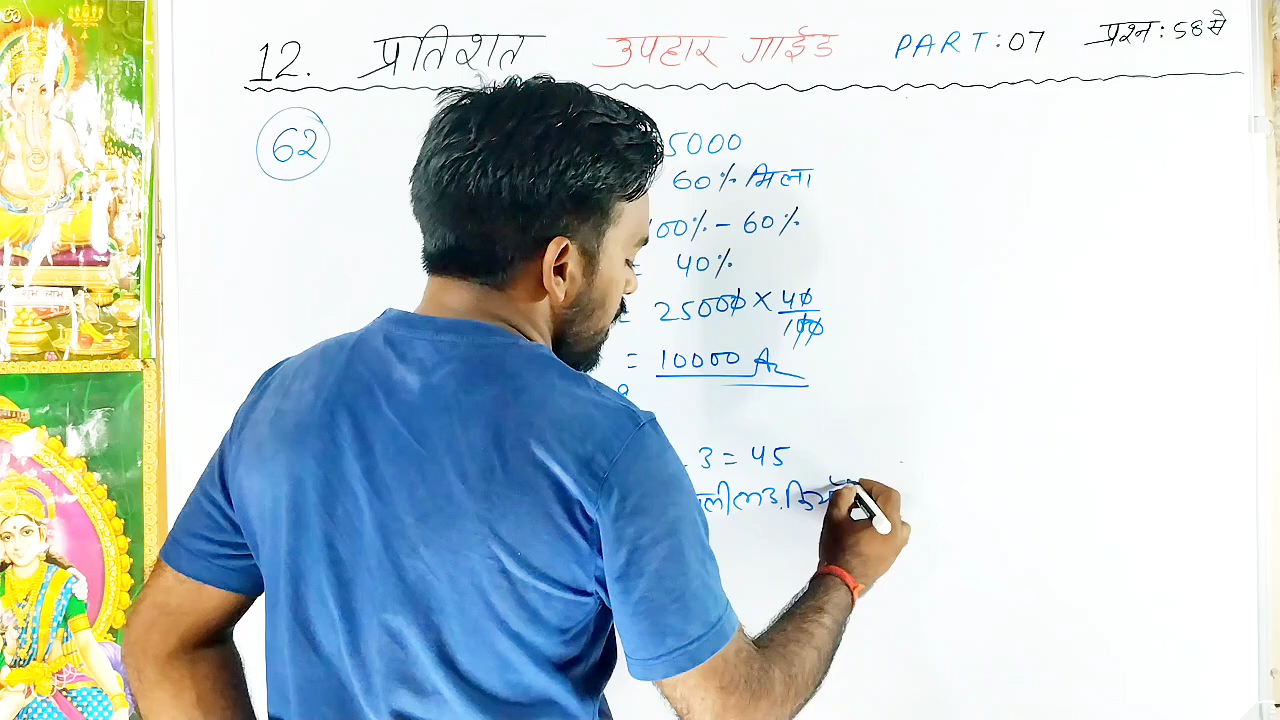 12. प्रतिशत उपहार गाईड PART: 07 प्रश्न: 58 से
62
5000
60% मिला
100% - 60%
= 40%
= 25000 × 40/100
= 10000 Ans
3 = 45